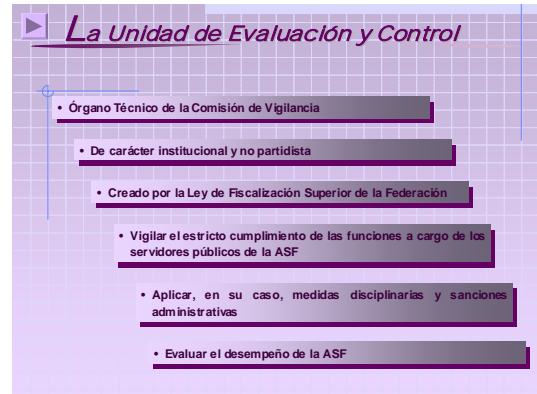 La Unidad de Evaluación y Control
• Órgano Técnico de la Comisión de Vigilancia
• De carácter institucional y no partidista
• Creado por la Ley de Fiscalización Superior de la Federación
• Vigilar el estricto cumplimiento de las funciones a cargo de los
servidores públicos de la ASF
• Aplicar, en su caso, medidas disciplinarias y sanciones
administrativas
• Evaluar el desempeño de la ASF